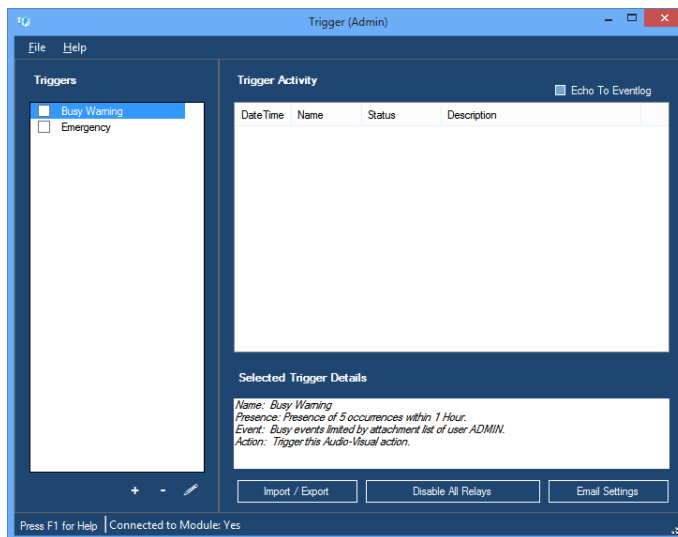 Trigger (Admin)
File Help
Triggers
Trigger Activity
Echo To Eventlog
Busy Warning
Emergency
DateTime Name Status Description
Selected Trigger Details
Name: Busy Warning
Presence: Presence of 5 occurrences within 1 Hour.
Event: Busy events limited by attachment list of user ADMIN.
Action: Trigger this Audio-Visual action.
+ -
Import / Export
Disable All Relays
Email Settings
Press F1 for Help Connected to Module: Yes